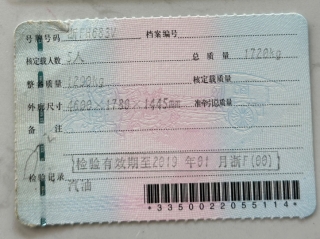 号牌号码 浙F8683V 档案编号
核定载人数 5人 总质量 1720kg
整备质量 1290kg 核定载质量
外廓尺寸 4600×1780×1445mm 准牵引总质量
备注
检验有效期至2019年01月浙F(00)
检验记录
汽油
*3350022055114*